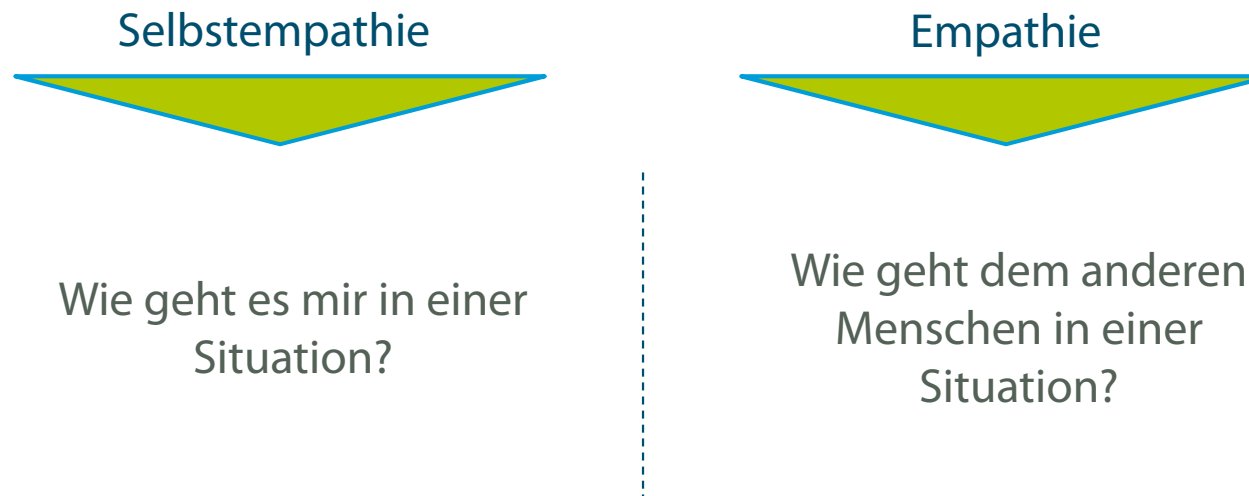 Selbstempathie
Wie geht es mir in einer
Situation?
Empathie
Wie geht dem anderen
Menschen in einer
Situation?